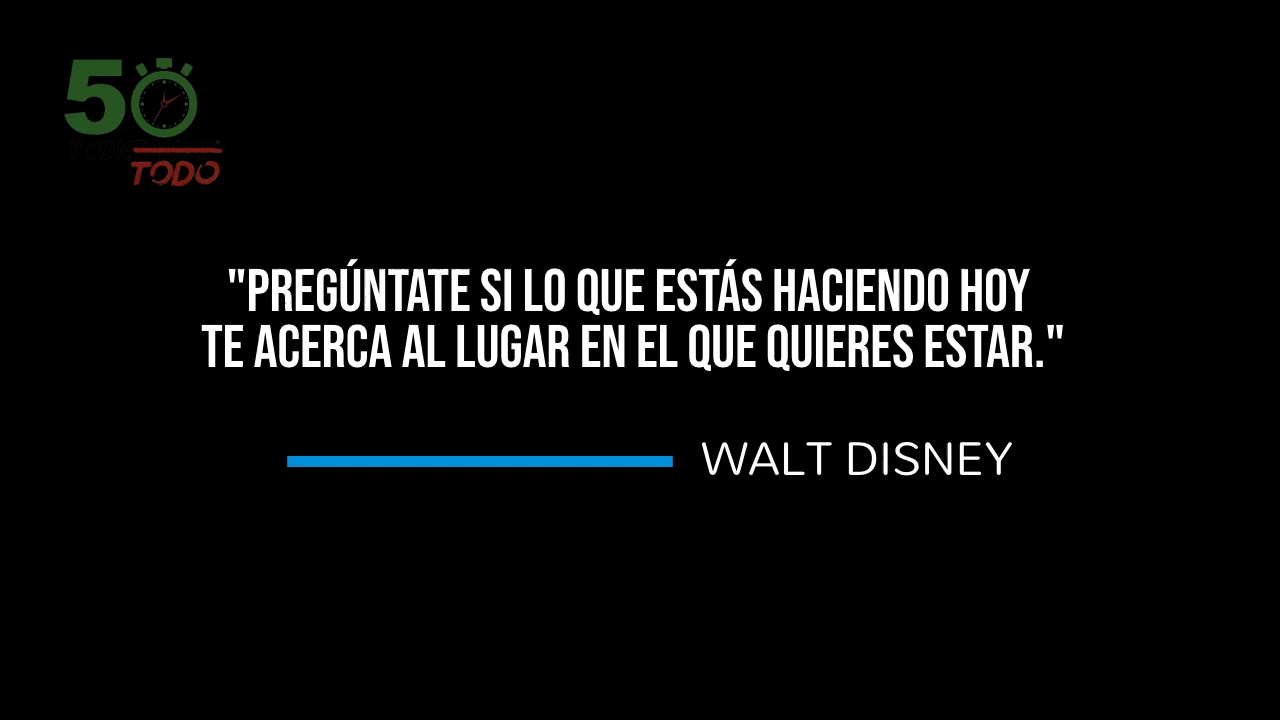 50
TODO
"PREGÚNTATE SI LO QUE ESTÁS HACIENDO HOY
TE ACERCA AL LUGAR EN EL QUE QUIERES ESTAR."
WALT DISNEY